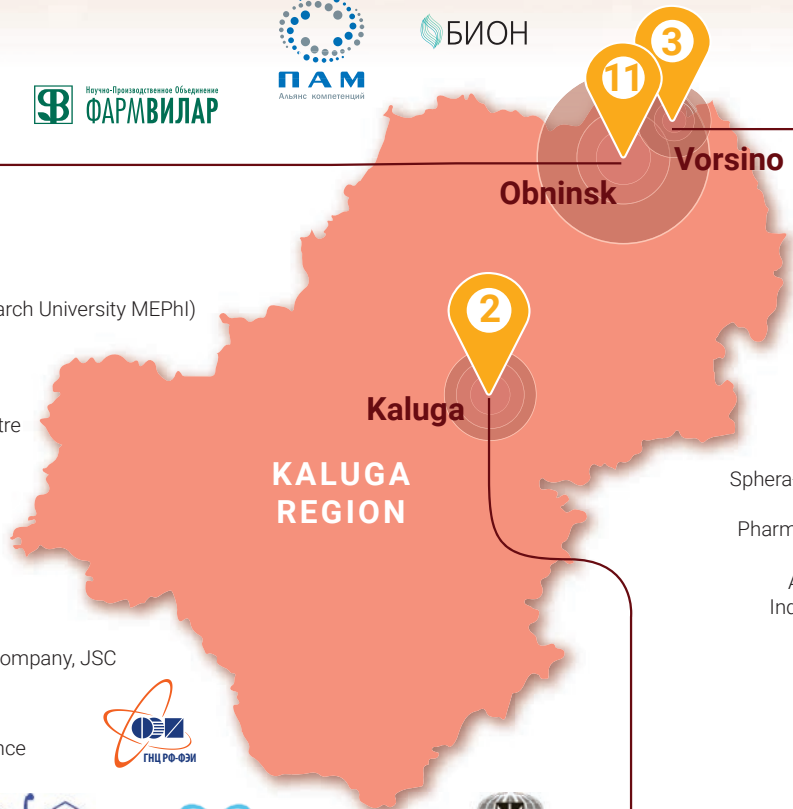 БИОН
ПАМ
Альянс компетенций
Научно-Производственное Объединение
ФАРМВИЛАР
3
11
Vorsino
Obninsk
arch University MEPhI)
2
Kaluga
tre
KALUGA
REGION
Sphera
Pharm
Inc
ompany, JSC
nce
ГНЦ РФ-ФЭИ